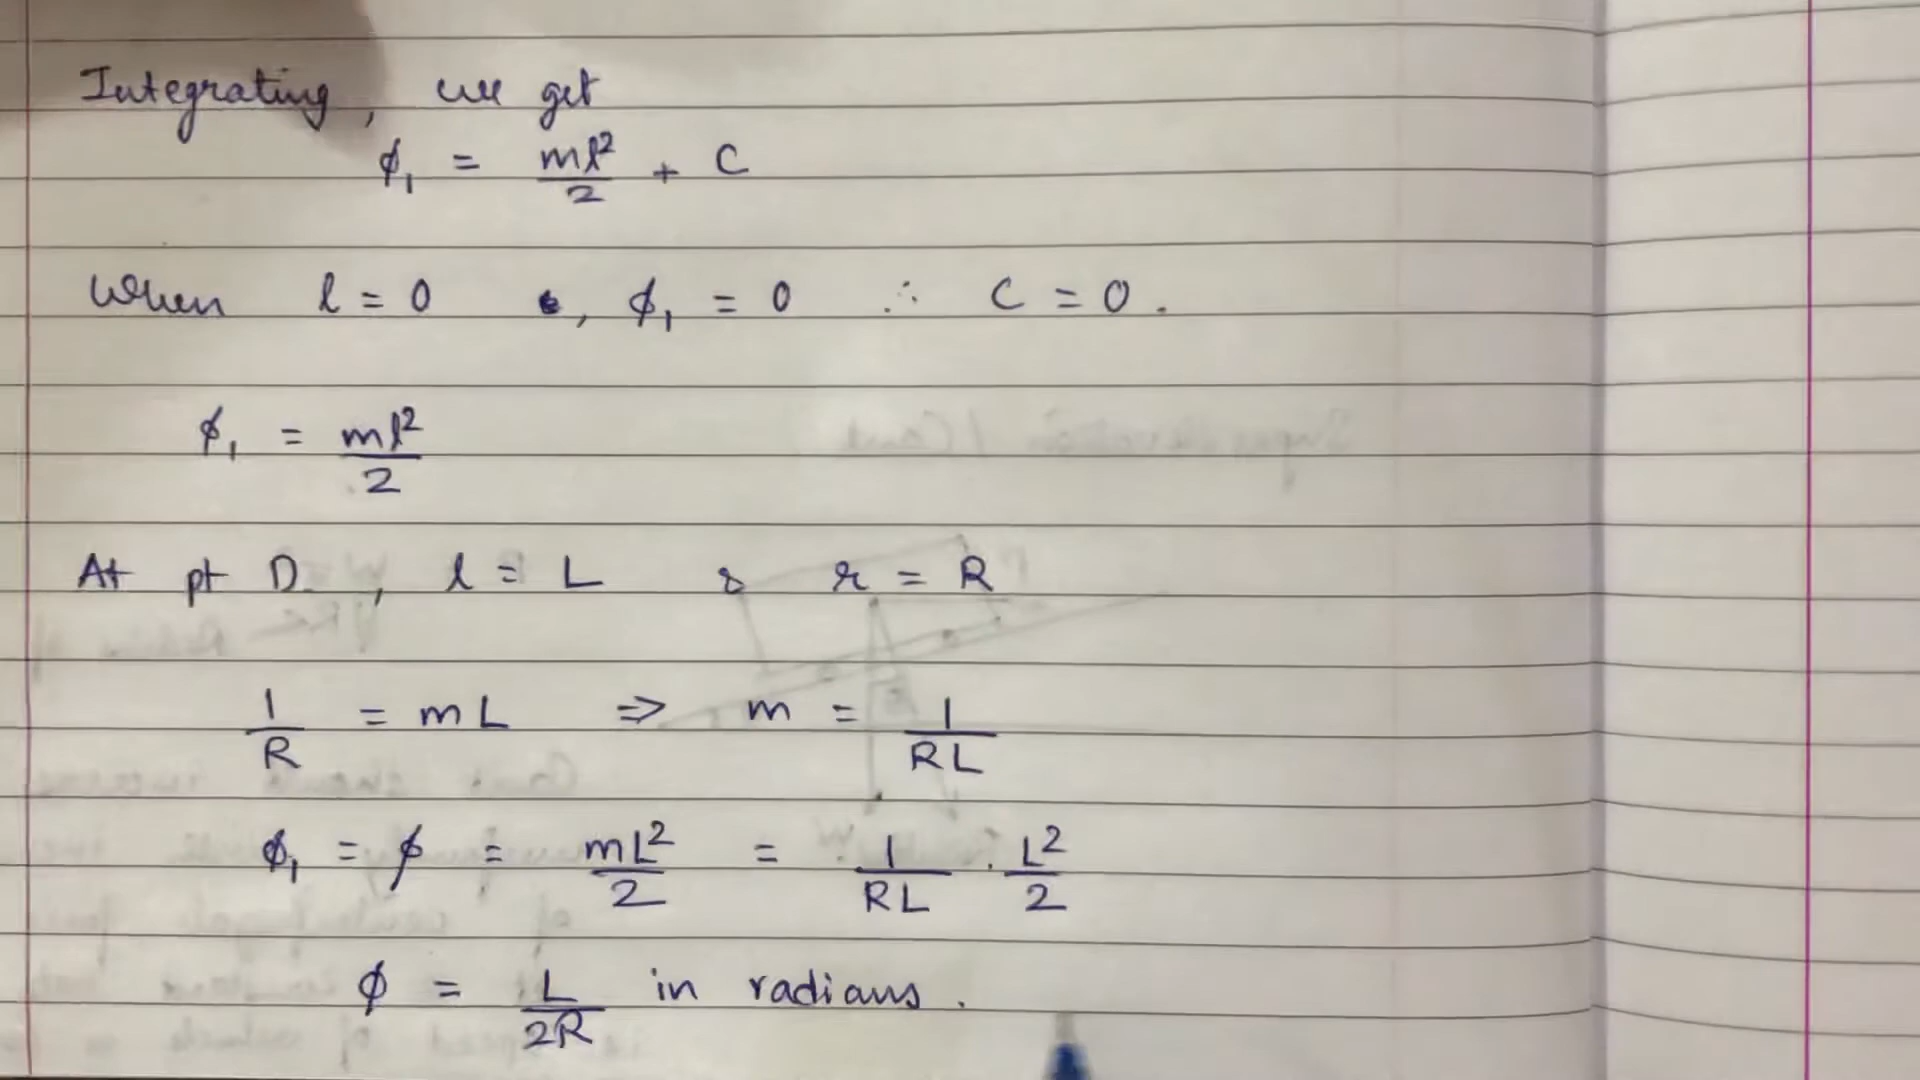 Integrating, we get
ϕ₁ = ml²/2 + C
When l = 0 , ϕ₁ = 0 ∴ C = 0.
ϕ₁ = ml²/2
At pt D, l = L & r = R
1/R = mL ⇒ m = 1/RL
ϕ₁ = ϕ = mL²/2 = 1/RL . L²/2
ϕ = L/2R in radians.